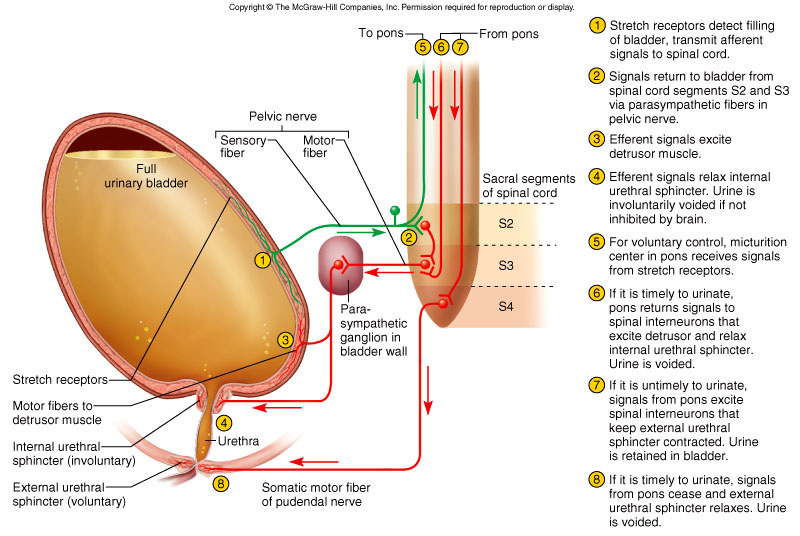 Copyright © The McGraw-Hill Companies, Inc. Permission required for reproduction or display.
To pons
From pons
5
6
7
Pelvic nerve
Sensory
fiber
Motor
fiber
Full
urinary bladder
Sacral segments
of spinal cord
2
S2
1
S3
S4
Para-
sympathetic
ganglion in
bladder wall
3
Stretch receptors
Motor fibers to
detrusor muscle
4
Urethra
Internal urethral
sphincter (involuntary)
External urethral
sphincter (voluntary)
8
Somatic motor fiber
of pudendal nerve
1 Stretch receptors detect filling
of bladder, transmit afferent
signals to spinal cord.
2 Signals return to bladder from
spinal cord segments S2 and S3
via parasympathetic fibers in
pelvic nerve.
3 Efferent signals excite
detrusor muscle.
4 Efferent signals relax internal
urethral sphincter. Urine is
involuntarily voided if not
inhibited by brain.
5 For voluntary control, micturition
center in pons receives signals
from stretch receptors.
6 If it is timely to urinate,
pons returns signals to
spinal interneurons that
excite detrusor and relax
internal urethral sphincter.
Urine is voided.
7 If it is untimely to urinate,
signals from pons excite
spinal interneurons that
keep external urethral
sphincter contracted. Urine
is retained in bladder.
8 If it is timely to urinate, signals
from pons cease and external
urethral sphincter relaxes. Urine
is voided.